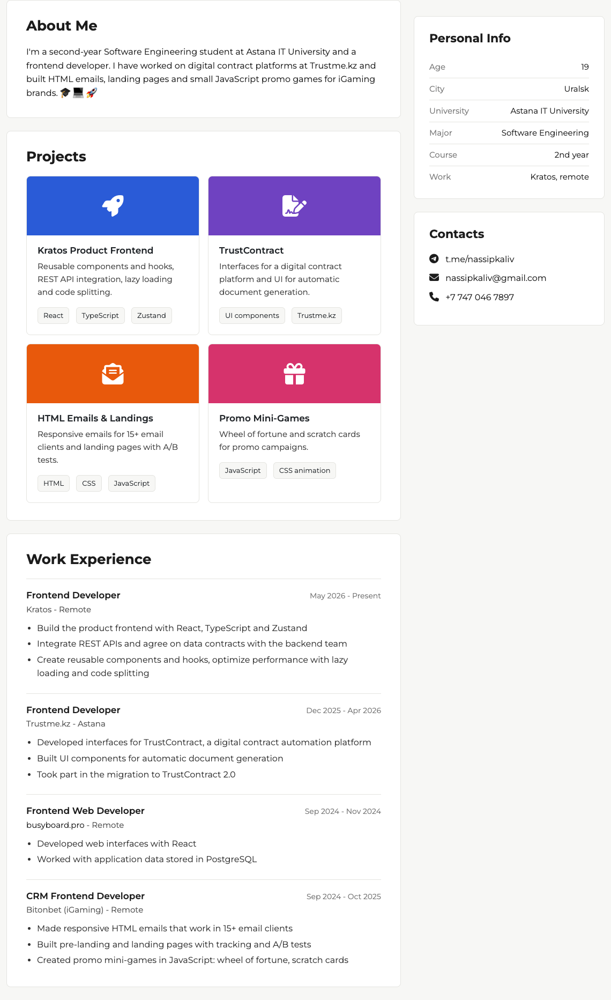 About Me
I'm a second-year Software Engineering student at Astana IT University and a
frontend developer. I have worked on digital contract platforms at Trustme.kz and
built HTML emails, landing pages and small JavaScript promo games for iGaming
brands. 🎓 💻 🚀
Projects
Kratos Product Frontend
Reusable components and hooks,
REST API integration, lazy loading
and code splitting.
React TypeScript Zustand
TrustContract
Interfaces for a digital contract
platform and UI for automatic
document generation.
UI components Trustme.kz
HTML Emails & Landings
Responsive emails for 15+ email
clients and landing pages with A/B
tests.
HTML CSS JavaScript
Promo Mini-Games
Wheel of fortune and scratch cards
for promo campaigns.
JavaScript CSS animation
Work Experience
Frontend Developer May 2026 - Present
Kratos - Remote
• Build the product frontend with React, TypeScript and Zustand
• Integrate REST APIs and agree on data contracts with the backend team
• Create reusable components and hooks, optimize performance with lazy
loading and code splitting
Frontend Developer Dec 2025 - Apr 2026
Trustme.kz - Astana
• Developed interfaces for TrustContract, a digital contract automation platform
• Built UI components for automatic document generation
• Took part in the migration to TrustContract 2.0
Frontend Web Developer Sep 2024 - Nov 2024
busyboard.pro - Remote
• Developed web interfaces with React
• Worked with application data stored in PostgreSQL
CRM Frontend Developer Sep 2024 - Oct 2025
Bitonbet (iGaming) - Remote
• Made responsive HTML emails that work in 15+ email clients
• Built pre-landing and landing pages with tracking and A/B tests
• Created promo mini-games in JavaScript: wheel of fortune, scratch cards
Personal Info
Age 19
City Uralsk
University Astana IT University
Major Software Engineering
Course 2nd year
Work Kratos, remote
Contacts
t.me/nassipkaliv
nassipkaliv@gmail.com
+7 747 046 7897